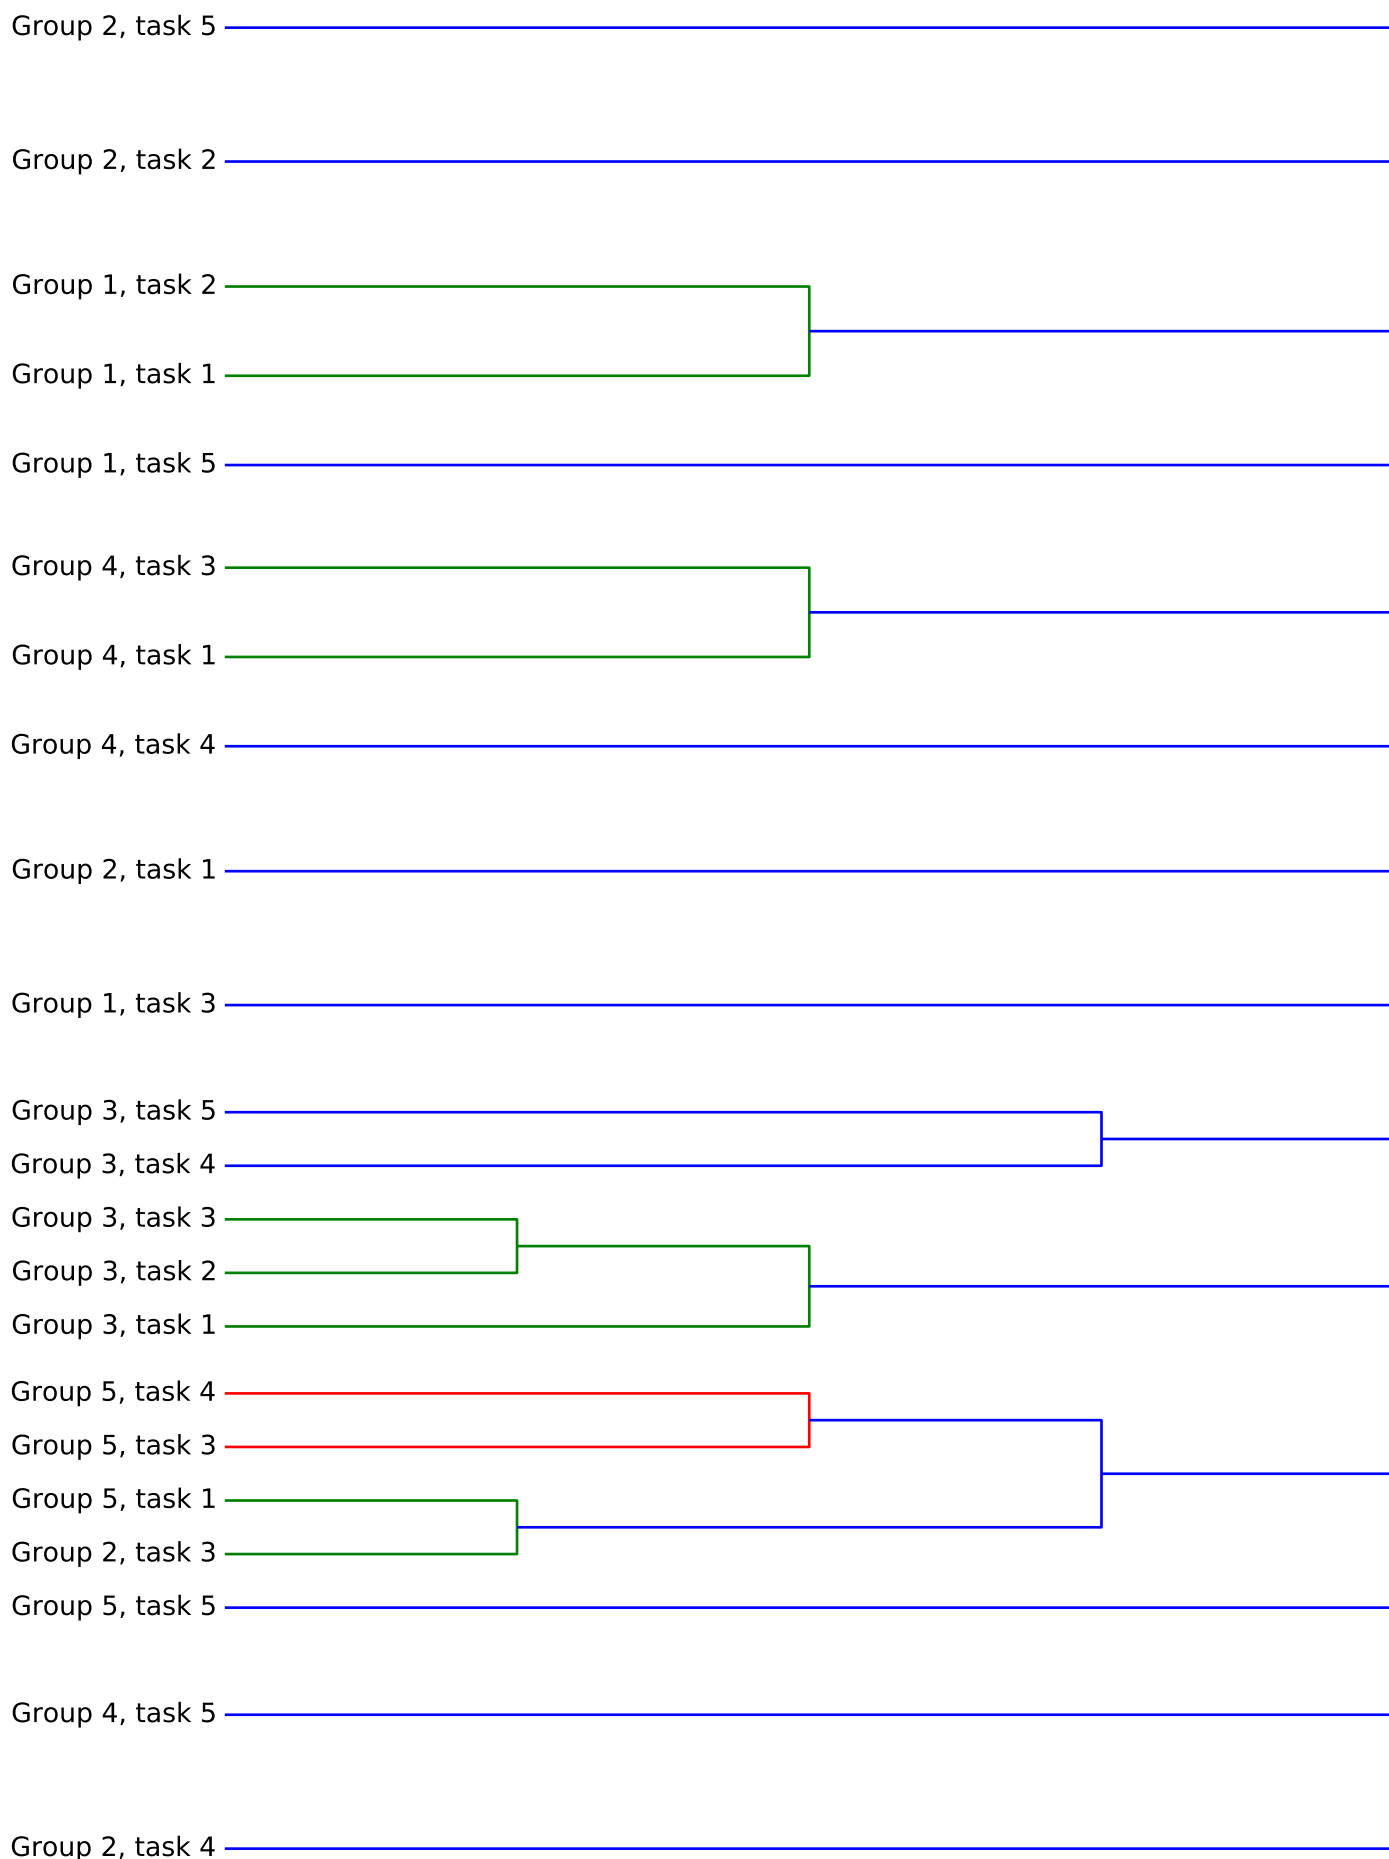 Group 2, task 5
Group 2, task 2
Group 1, task 2
Group 1, task 1
Group 1, task 5
Group 4, task 3
Group 4, task 1
Group 4, task 4
Group 2, task 1
Group 1, task 3
Group 3, task 5
Group 3, task 4
Group 3, task 3
Group 3, task 2
Group 3, task 1
Group 5, task 4
Group 5, task 3
Group 5, task 1
Group 2, task 3
Group 5, task 5
Group 4, task 5
Group 2, task 4